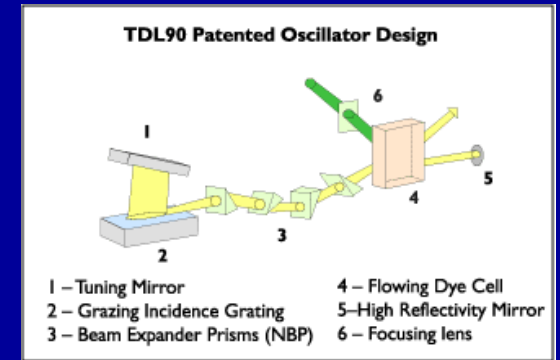 TDL90 Patented Oscillator Design
6
1
5
4
3
2
1 – Tuning Mirror
2 – Grazing Incidence Grating
3 – Beam Expander Prisms (NBP)
4 – Flowing Dye Cell
5–High Reflectivity Mirror
6 – Focusing lens